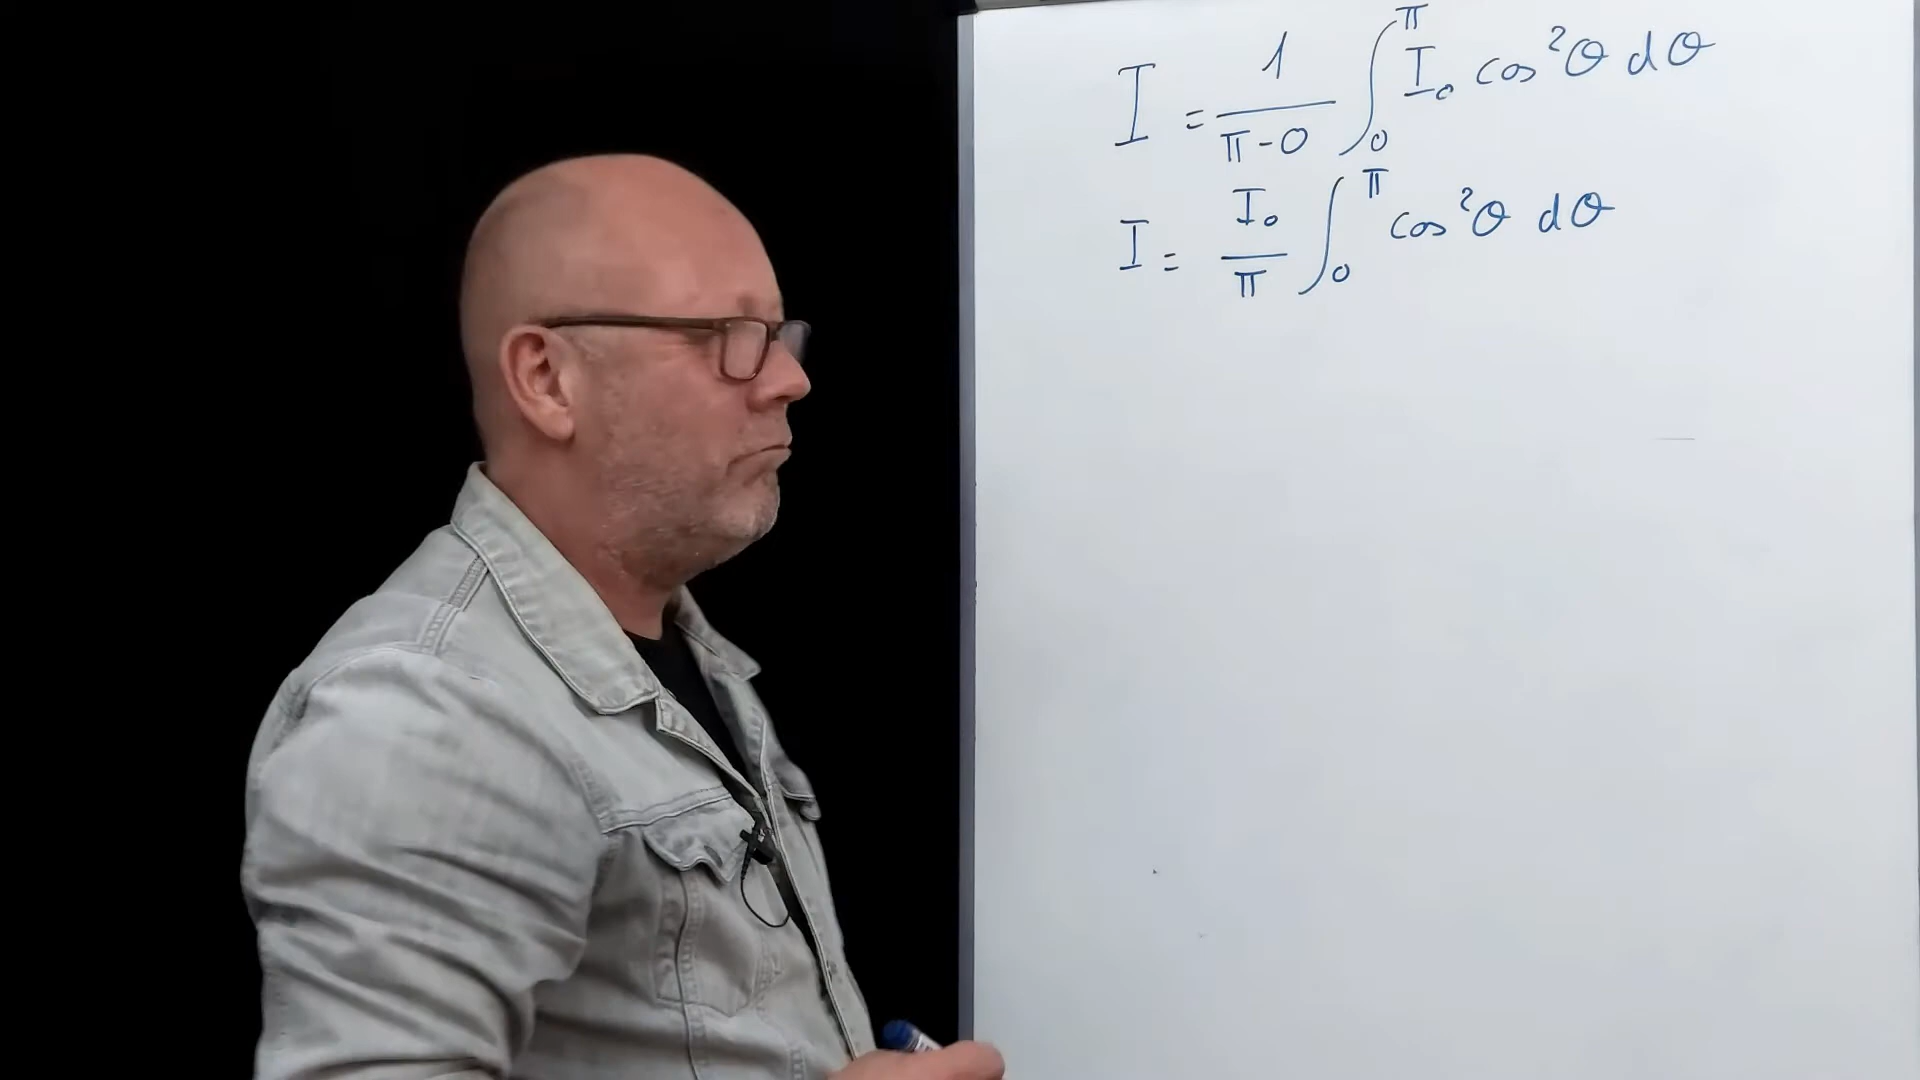 I = 1/(π-0) ∫₀^π I₀ cos²θ dθ
I = I₀/π ∫₀^π cos²θ dθ